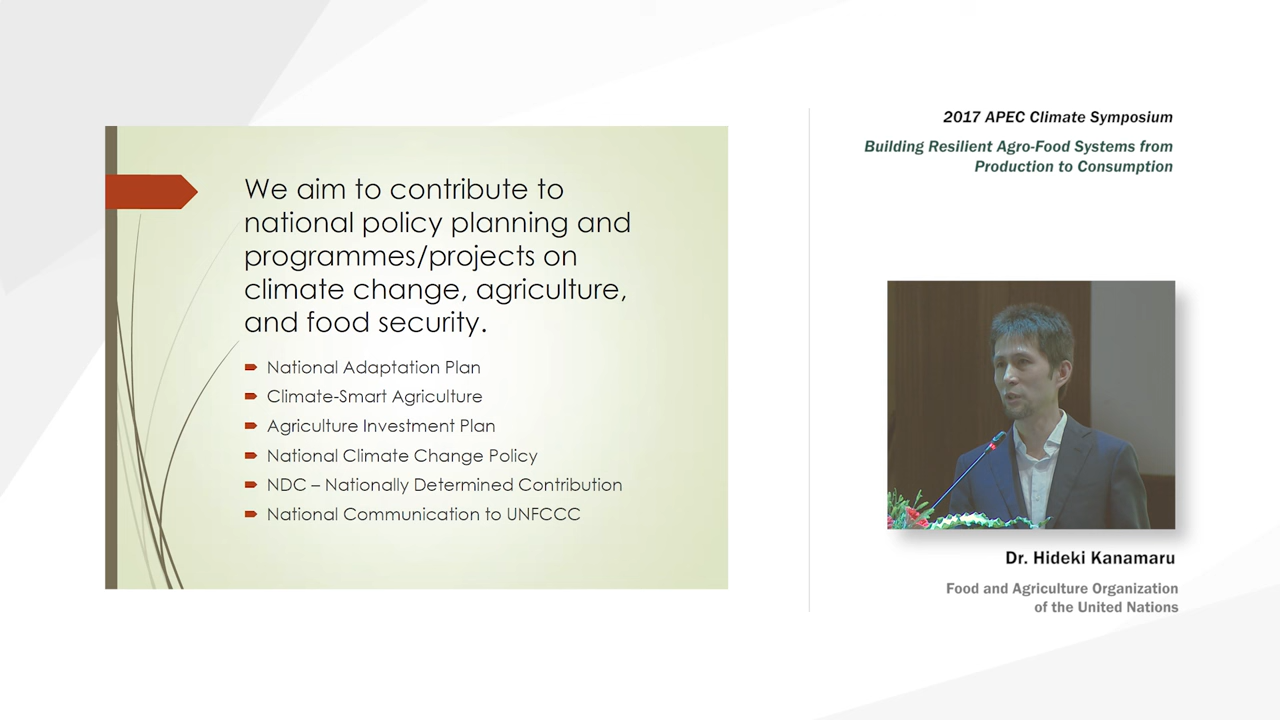 We aim to contribute to
national policy planning and
programmes/projects on
climate change, agriculture,
and food security.
National Adaptation Plan
Climate-Smart Agriculture
Agriculture Investment Plan
National Climate Change Policy
NDC – Nationally Determined Contribution
National Communication to UNFCCC
2017 APEC Climate Symposium
Building Resilient Agro-Food Systems from
Production to Consumption
Dr. Hideki Kanamaru
Food and Agriculture Organization
of the United Nations